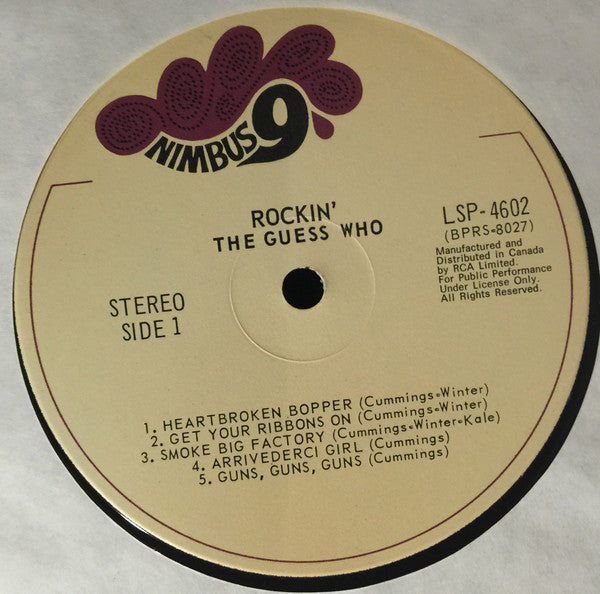 NIMBUS 9
ROCKIN'
THE GUESS WHO
LSP-4602
(BPRS-8027)
Manufactured and
Distributed in Canada
by RCA Limited.
For Public Performance
Under License Only.
All Rights Reserved.
STEREO
SIDE 1
1. HEARTBROKEN BOPPER (Cummings-Winter)
2. GET YOUR RIBBONS ON (Cummings-Winter)
3. SMOKE BIG FACTORY (Cummings-Winter-Kale)
4. ARRIVEDERCI GIRL (Cummings)
5. GUNS, GUNS, GUNS (Cummings)